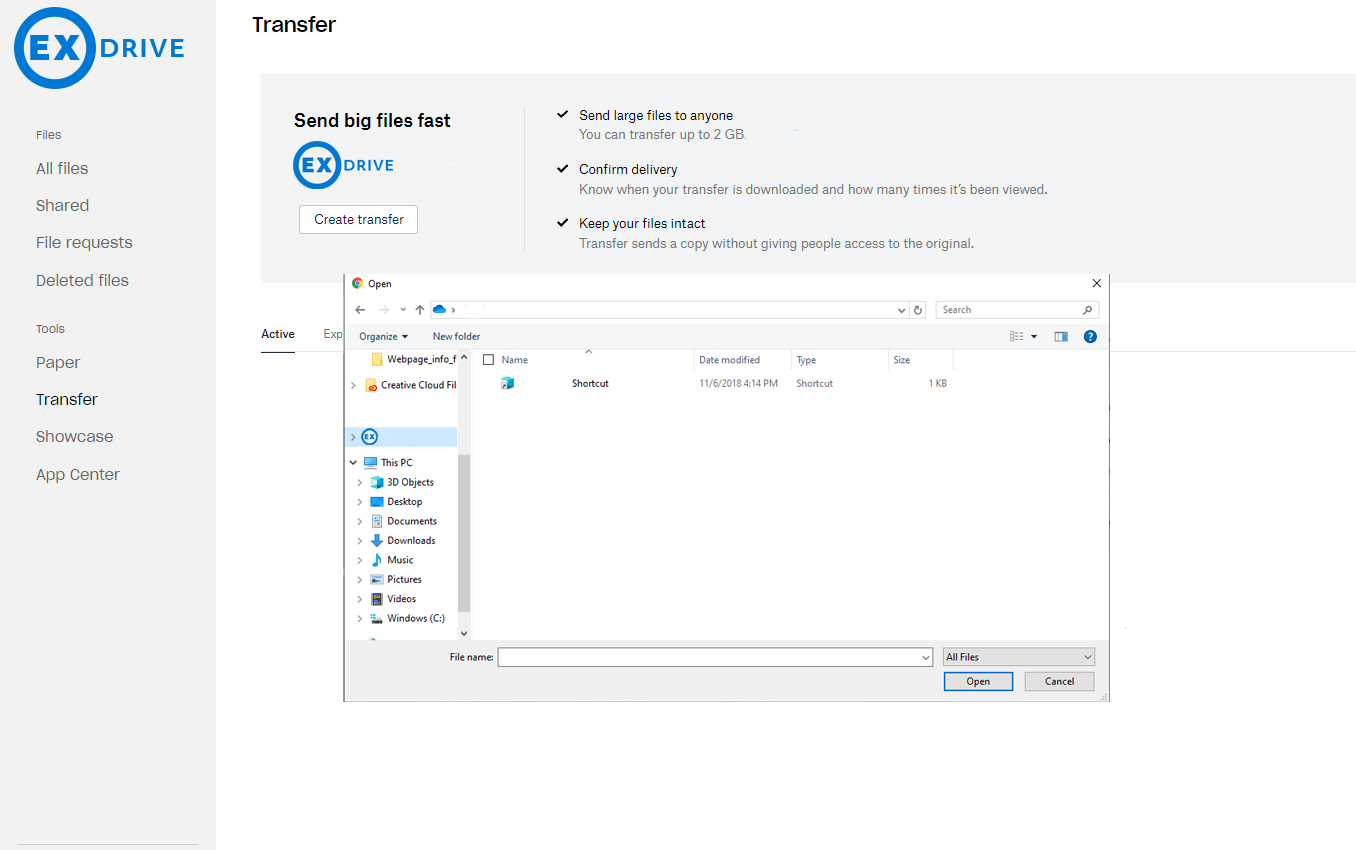 EX DRIVE
Transfer
Files
All files
Shared
File requests
Deleted files
Tools
Paper
Transfer
Showcase
App Center
Send big files fast
EX DRIVE
Create transfer
Send large files to anyone
You can transfer up to 2 GB.
Confirm delivery
Know when your transfer is downloaded and how many times it's been viewed.
Keep your files intact
Transfer sends a copy without giving people access to the original.
Active Exp
Open
Search
Organize New folder
Webpage_info_f
Creative Cloud Fil
EX
This PC
3D Objects
Desktop
Documents
Downloads
Music
Pictures
Videos
Windows (C:)
Name Date modified Type Size
Shortcut 11/6/2018 4:14 PM Shortcut 1 KB
File name: All Files
Open Cancel